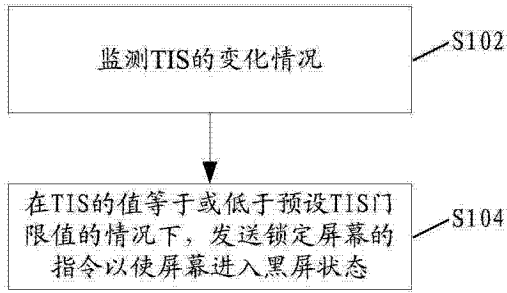 监测TIS的变化情况
S102
在TIS的值等于或低于预设TIS门
限值的情况下，发送锁定屏幕的
指令以使屏幕进入黑屏状态
S104